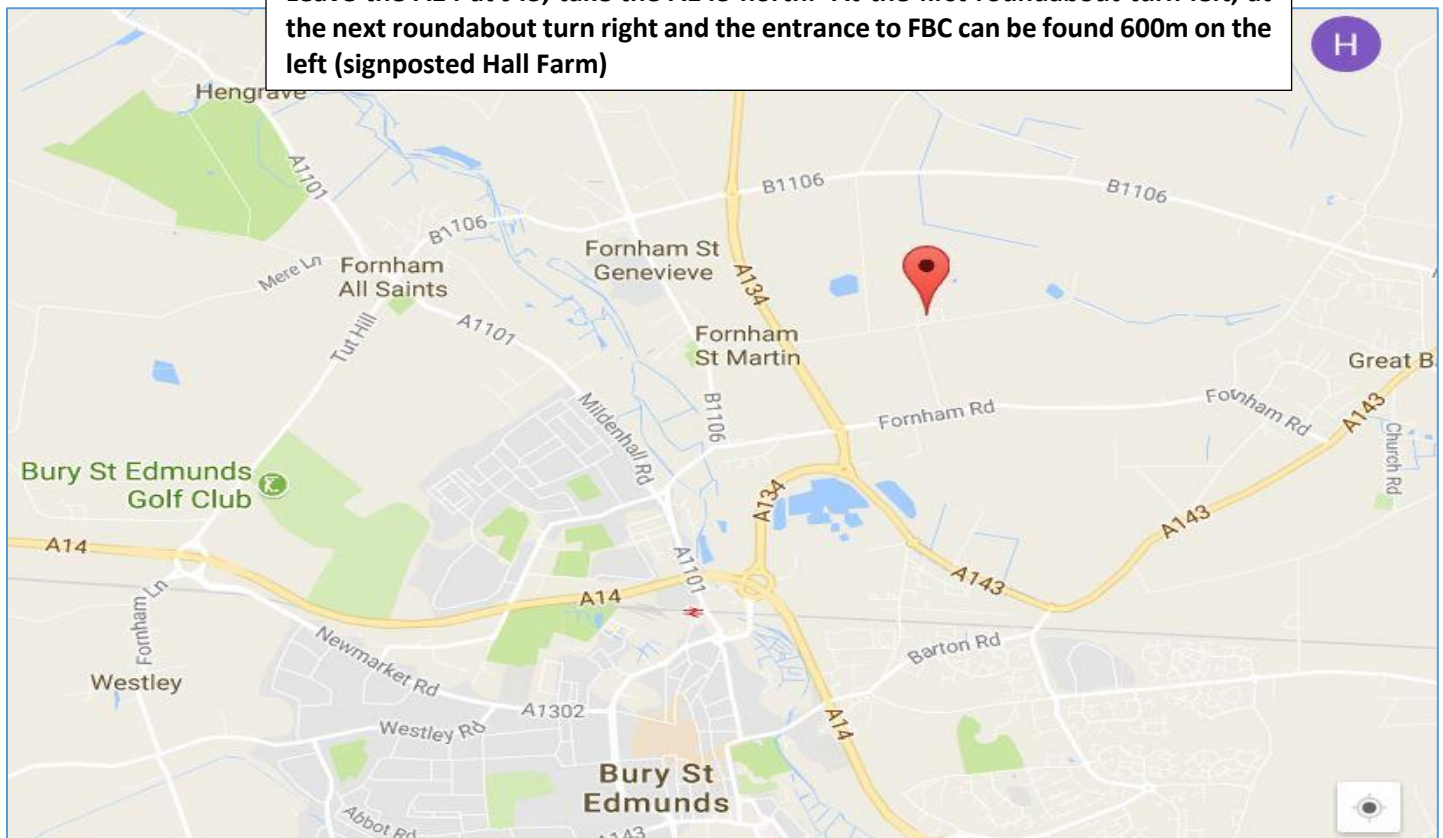 the next roundabout turn right and the entrance to FBC can be found 600m on the
left (signposted Hall Farm)
H
Hengrave
A1101
B1106
B1106
B1106
Mere Ln
Fornham
All Saints
Fornham St
Genevieve
A134
Tut Hill
A1101
Fornham
St Martin
Great B
Mildenhall Rd
B1106
Fornham Rd
Fornham Rd
A143
Church Rd
Bury St Edmunds
Golf Club
A134
A143
A14
A1101
A143
A14
Fornham Ln
Newmarket Rd
Barton Rd
Westley
A1302
Westley Rd
A14
Bury St
Edmunds
Abbot Rd
A143